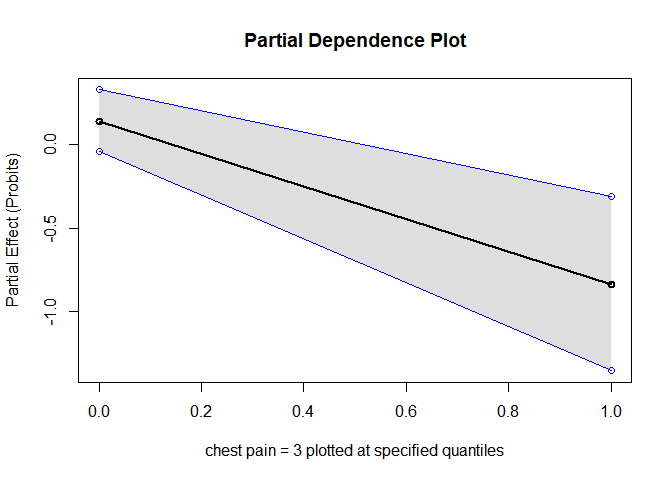 Partial Dependence Plot
Partial Effect (Probits)
0.0
-0.5
-1.0
0.0 0.2 0.4 0.6 0.8 1.0
chest pain = 3 plotted at specified quantiles